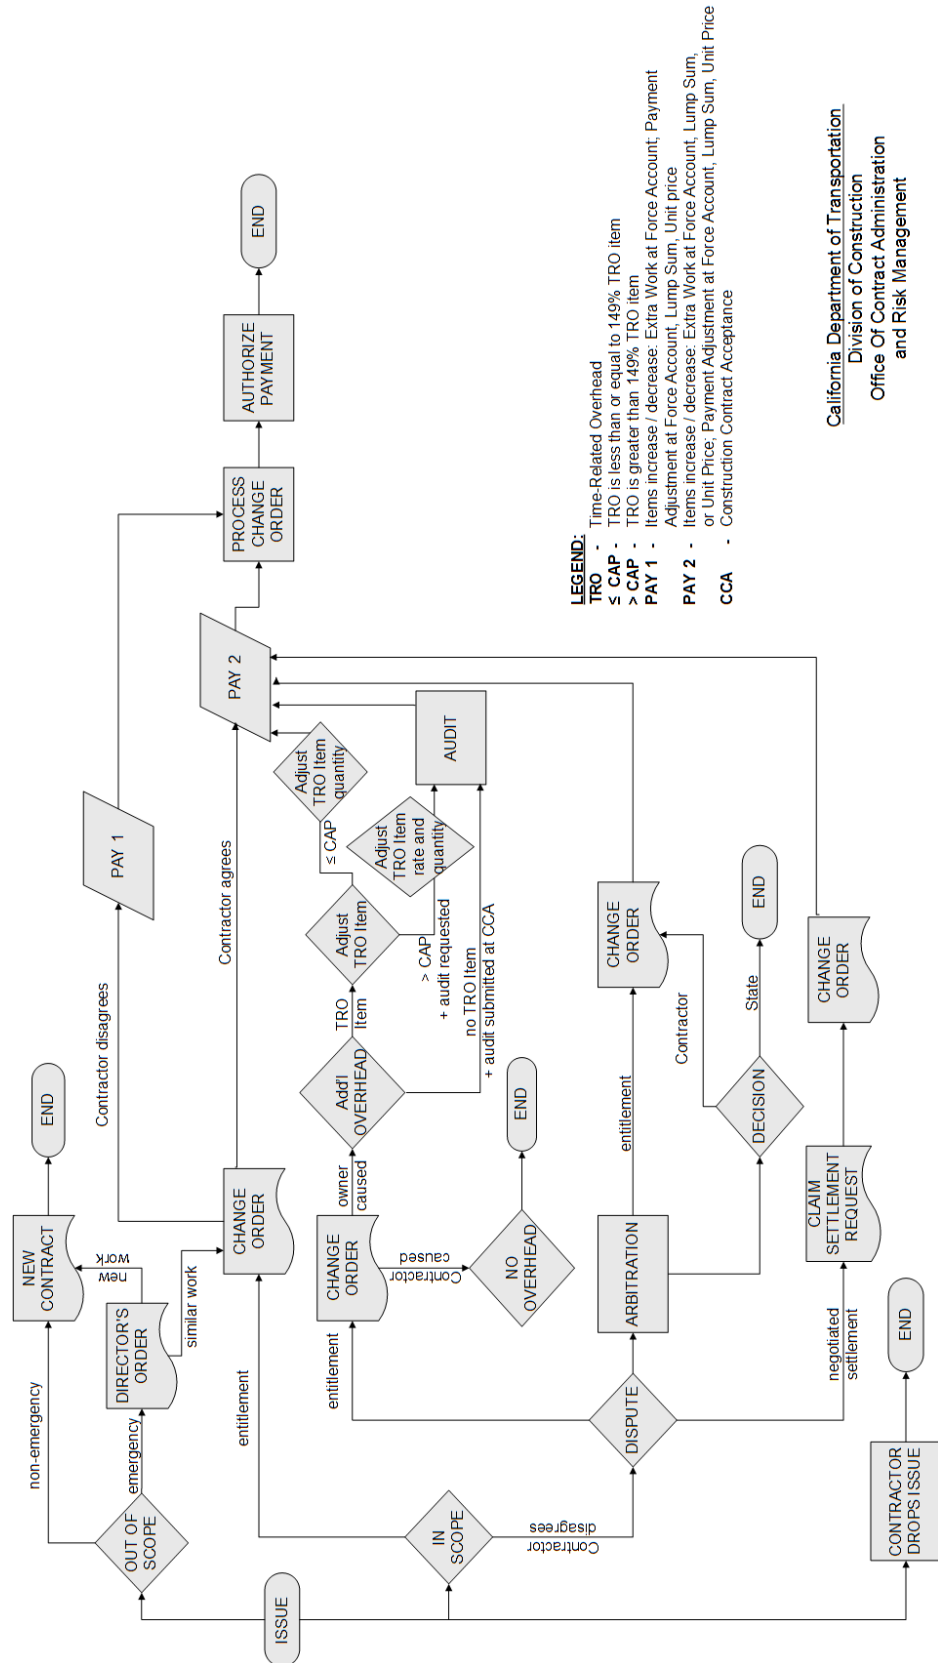 ISSUE
OUT OF
SCOPE
non-emergency
emergency
NEW
CONTRACT
END
DIRECTOR'S
ORDER
new
work
similar work
CHANGE
ORDER
Contractor disagrees
PAY 1
Contractor agrees
PAY 2
PROCESS
CHANGE
ORDER
AUTHORIZE
PAYMENT
END
IN
SCOPE
entitlement
Contractor
disagrees
DISPUTE
entitlement
CHANGE
ORDER
owner
caused
Contractor
caused
NO
OVERHEAD
END
Add'l
OVERHEAD
TRO
Item
Adjust
TRO Item
≤ CAP
Adjust
TRO Item
quantity
> CAP
+ audit requested
Adjust
TRO Item
rate and
quantity
no TRO Item
+ audit submitted at CCA
AUDIT
ARBITRATION
entitlement
CHANGE
ORDER
DECISION
Contractor
State
END
negotiated
settlement
CLAIM
SETTLEMENT
REQUEST
CHANGE
ORDER
CONTRACTOR
DROPS ISSUE
END
LEGEND:
TRO - Time-Related Overhead
≤ CAP - TRO is less than or equal to 149% TRO item
> CAP - TRO is greater than 149% TRO item
PAY 1 - Items increase / decrease: Extra Work at Force Account; Payment
Adjustment at Force Account, Lump Sum, Unit price
PAY 2 - Items increase / decrease: Extra Work at Force Account, Lump Sum,
or Unit Price; Payment Adjustment at Force Account, Lump Sum, Unit Price
CCA - Construction Contract Acceptance
California Department of Transportation
Division of Construction
Office Of Contract Administration
and Risk Management